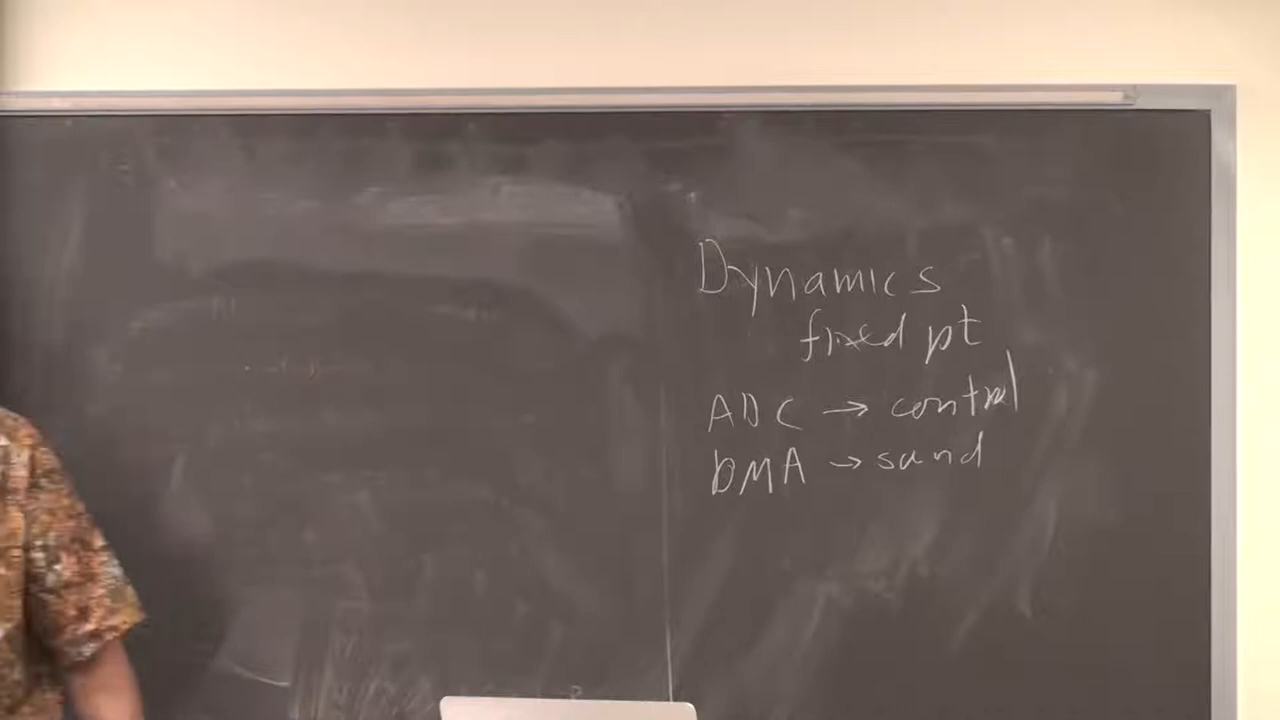 Dynamics
fixed pt
ADC → control
DMA → sound